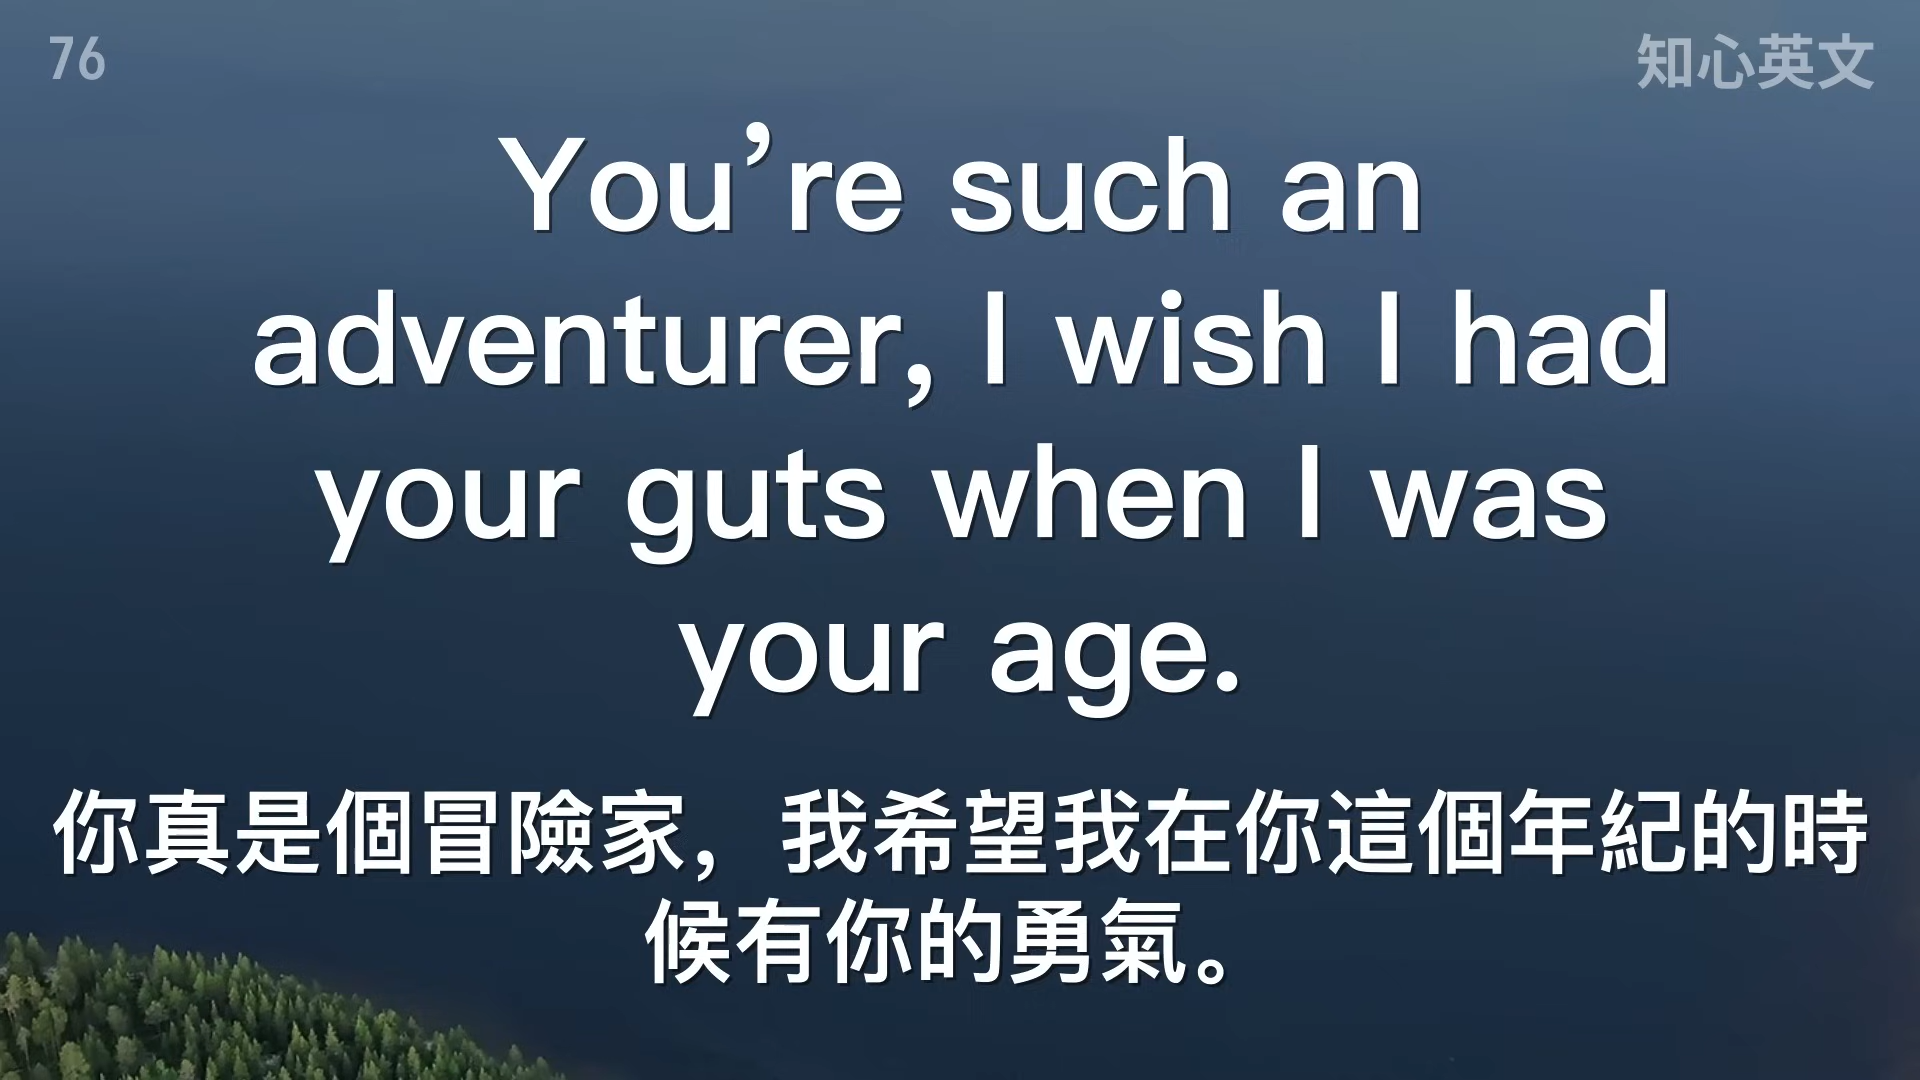 76
知心英文
You’re such an
adventurer, I wish I had
your guts when I was
your age.
你真是個冒險家，我希望我在你這個年紀的時
候有你的勇氣。